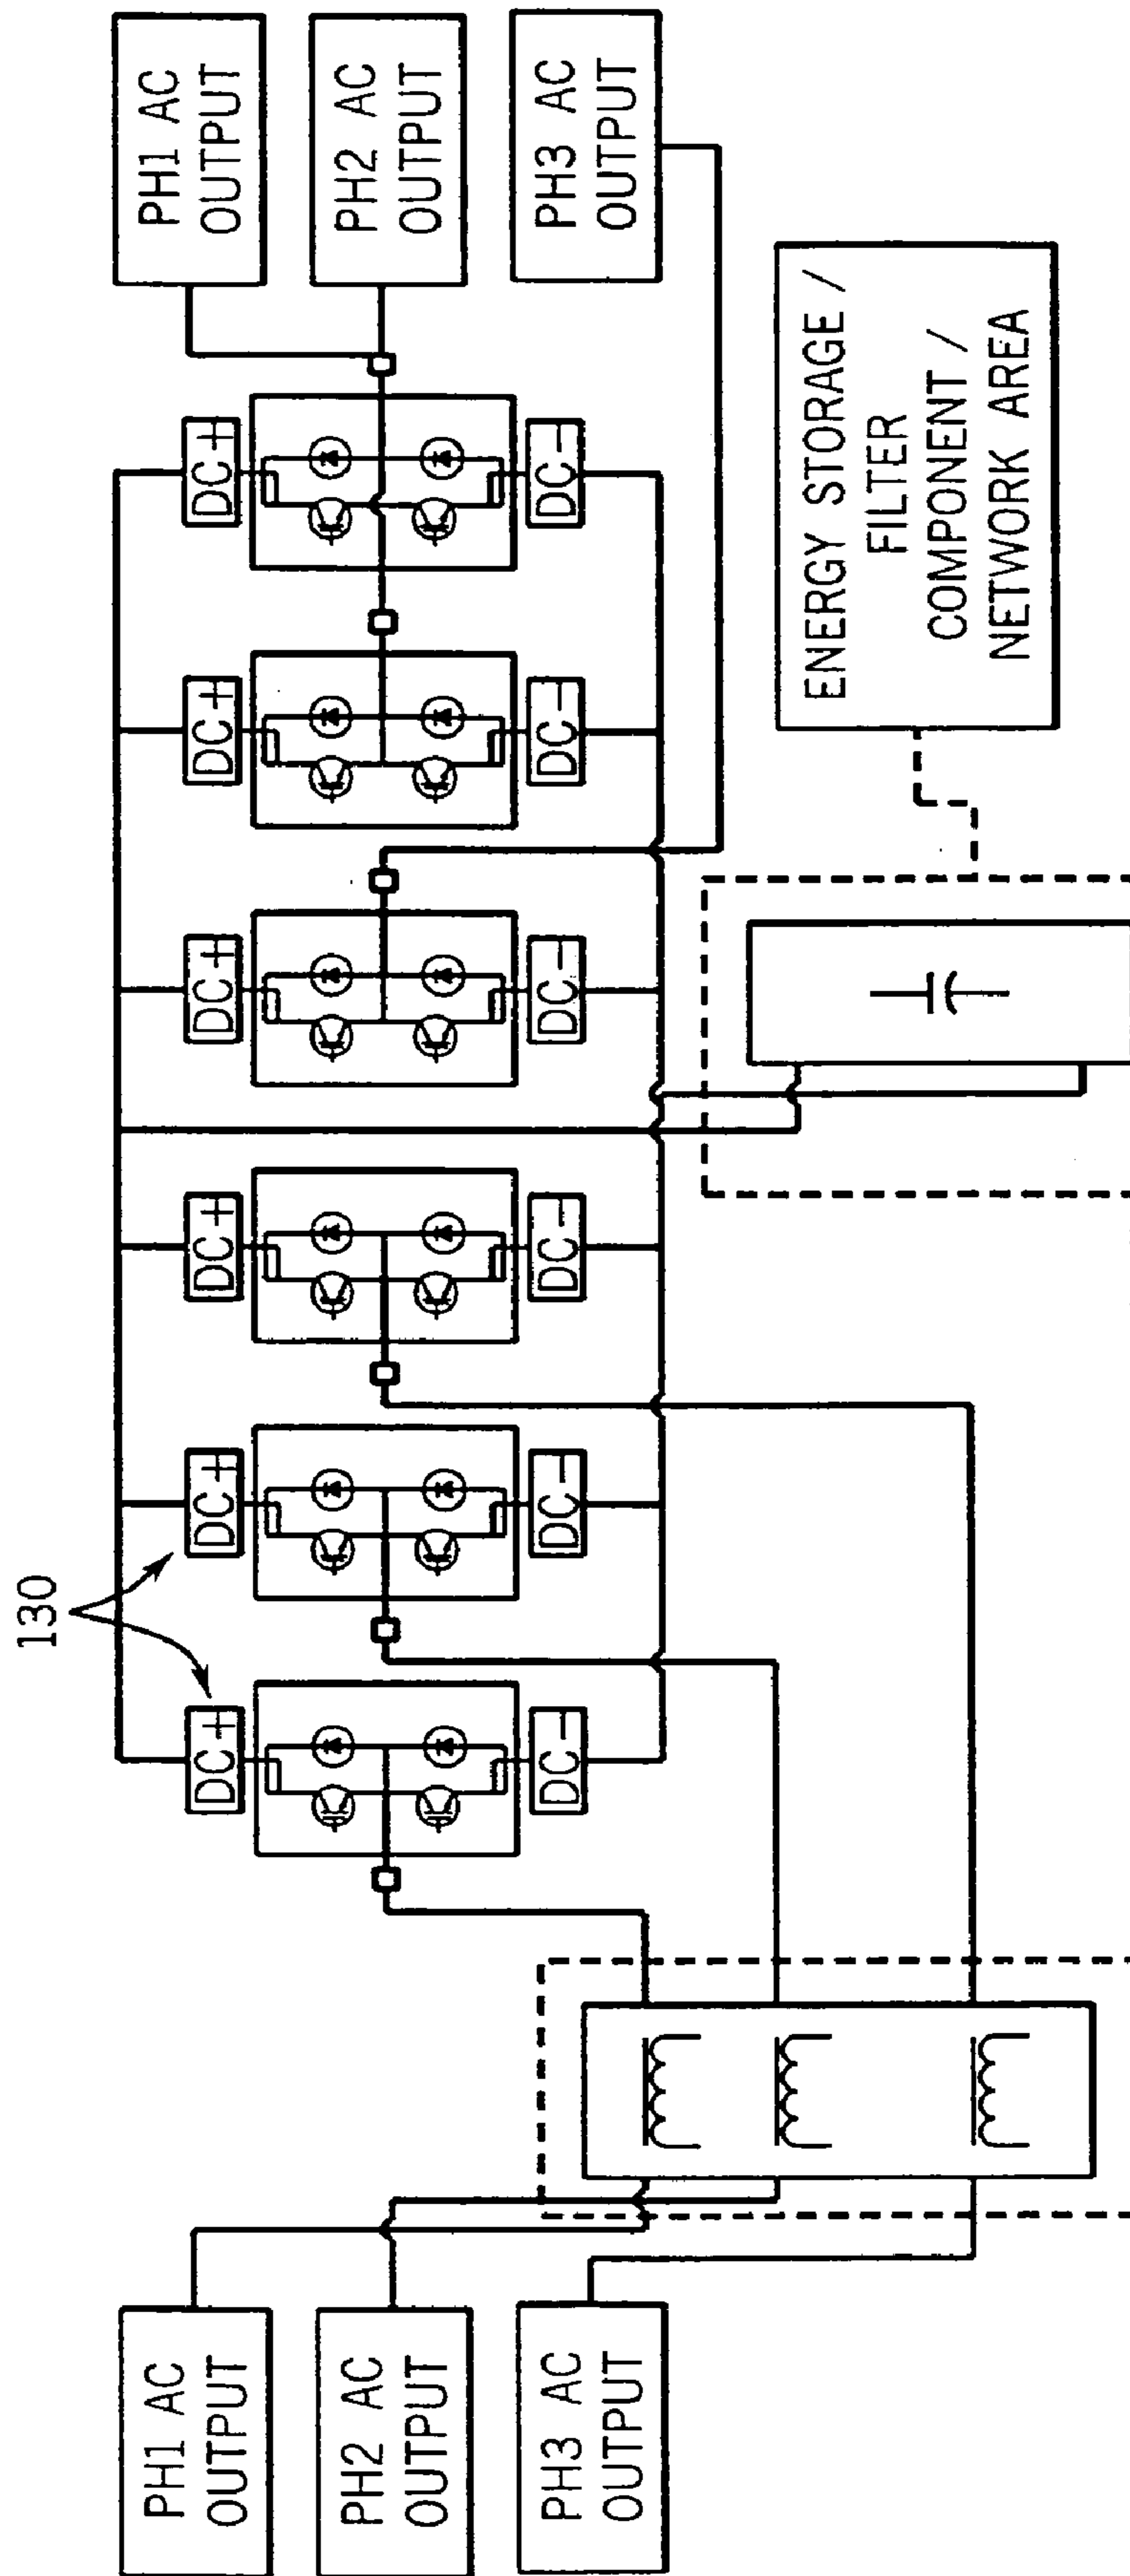 130
PH1 AC
OUTPUT
PH2 AC
OUTPUT
PH3 AC
OUTPUT
DC+
DC+
DC+
DC+
DC+
DC+
DC−
DC−
DC−
DC−
DC−
DC−
PH1 AC
OUTPUT
PH2 AC
OUTPUT
PH3 AC
OUTPUT
ENERGY STORAGE /
FILTER
COMPONENT /
NETWORK AREA